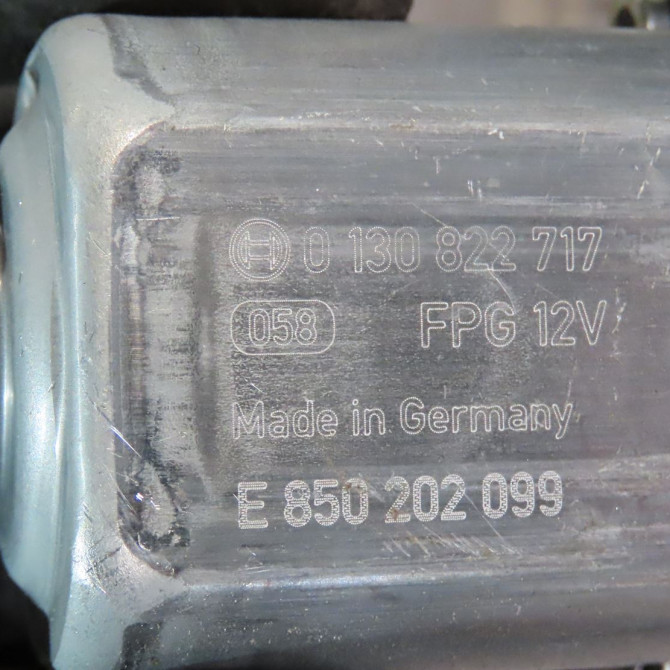 0 130 822 717
058 FPG 12V
Made in Germany
E 850 202 099